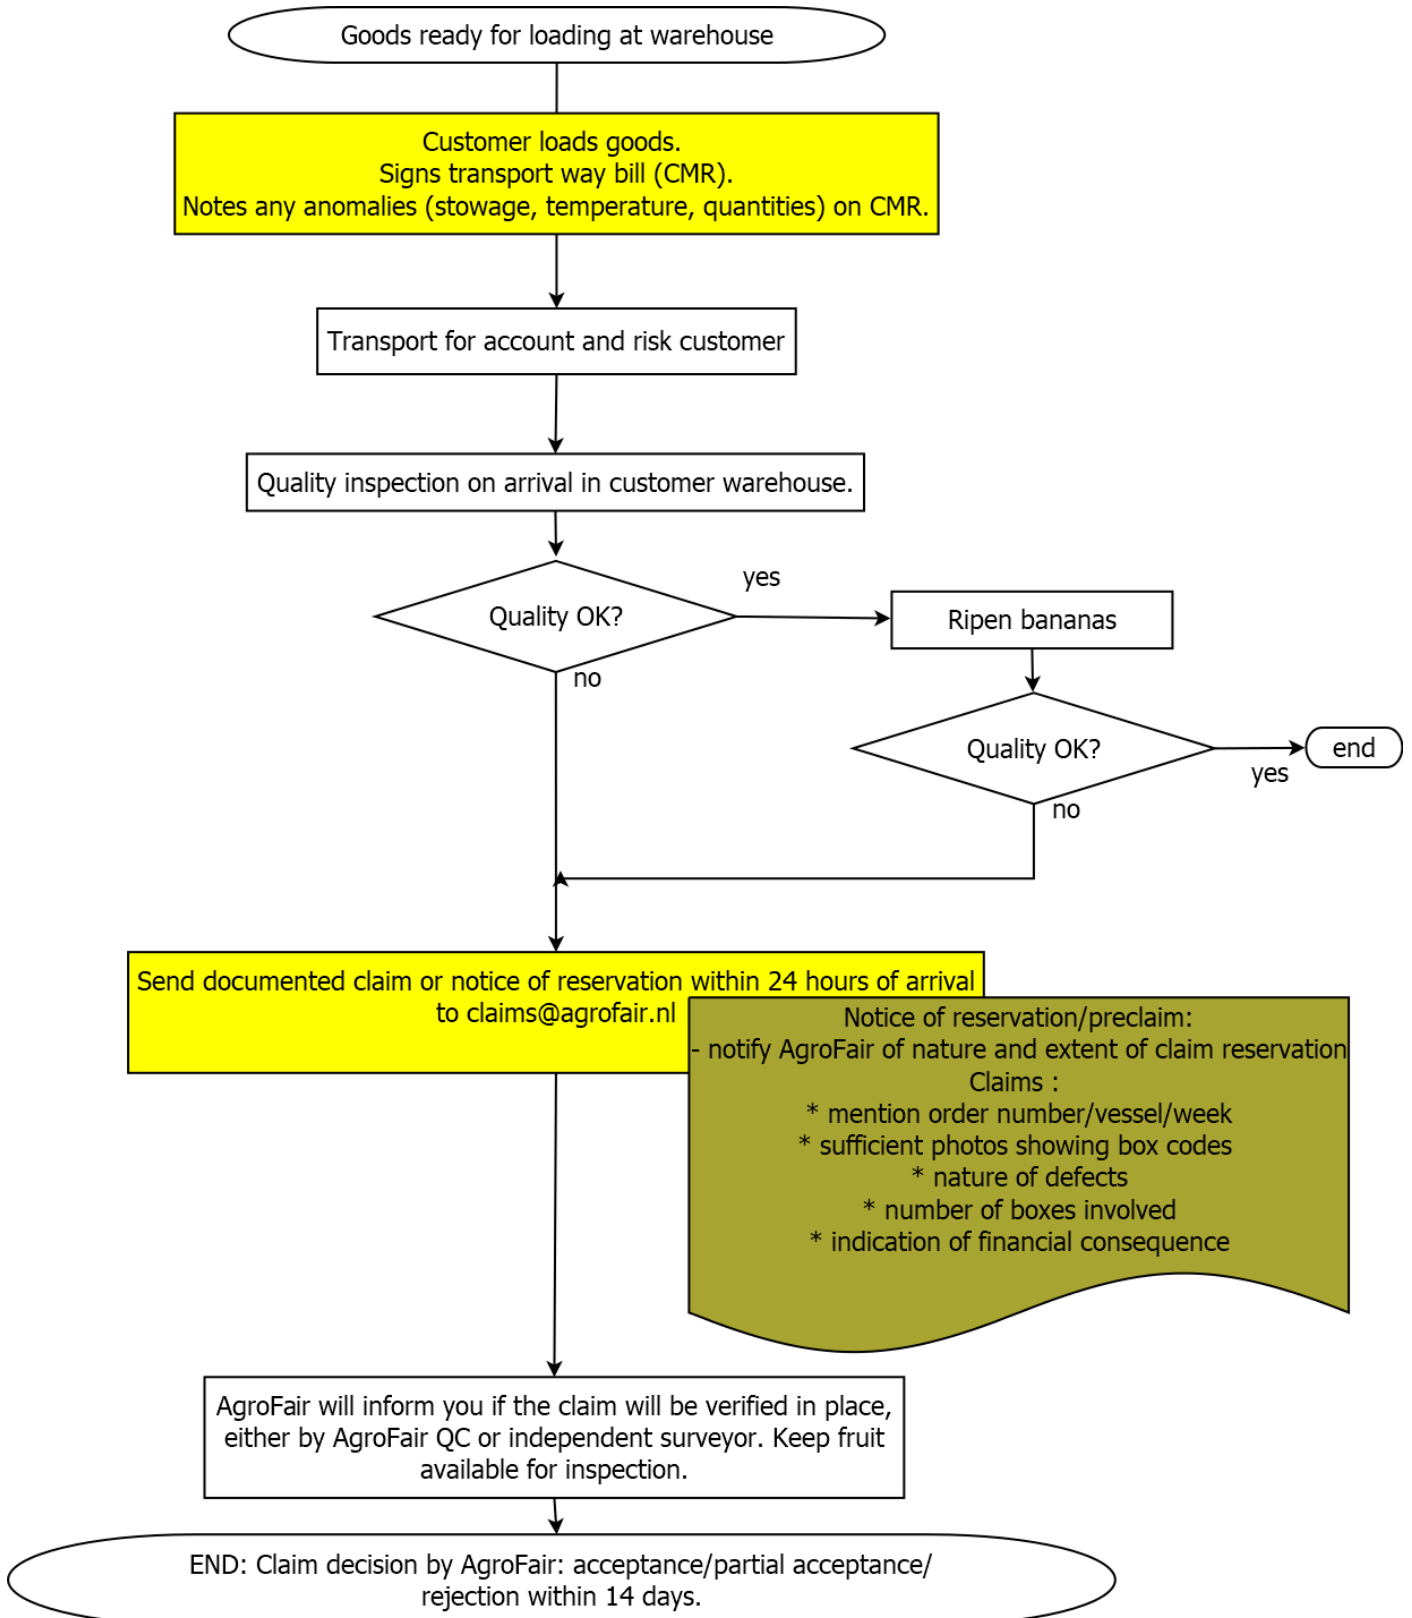 Goods ready for loading at warehouse
Customer loads goods.
Signs transport way bill (CMR).
Notes any anomalies (stowage, temperature, quantities) on CMR.
Transport for account and risk customer
Quality inspection on arrival in customer warehouse.
Quality OK?
yes
Ripen bananas
no
Quality OK?
yes
end
no
Send documented claim or notice of reservation within 24 hours of arrival
to claims@agrofair.nl
Notice of reservation/preclaim:
- notify AgroFair of nature and extent of claim reservation
Claims :
* mention order number/vessel/week
* sufficient photos showing box codes
* nature of defects
* number of boxes involved
* indication of financial consequence
AgroFair will inform you if the claim will be verified in place,
either by AgroFair QC or independent surveyor. Keep fruit
available for inspection.
END: Claim decision by AgroFair: acceptance/partial acceptance/
rejection within 14 days.